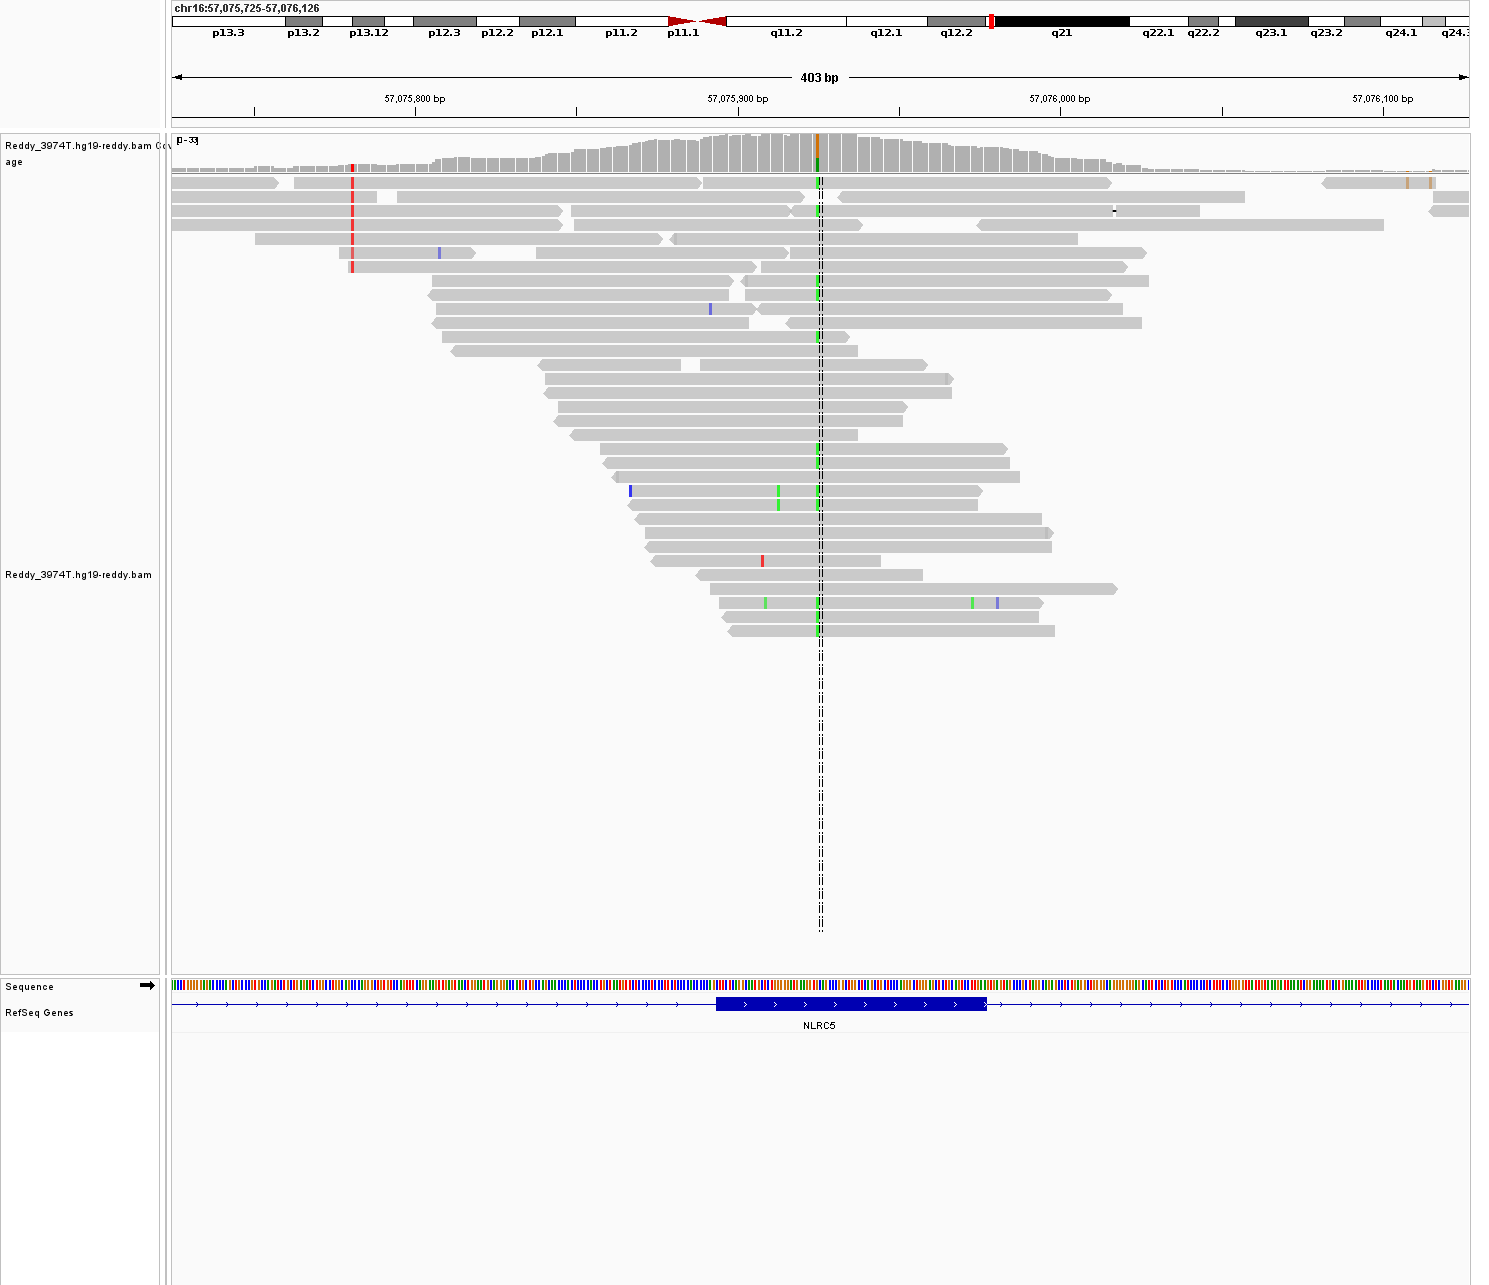 chr16:57,075,725-57,076,126
p13.3 p13.2 p13.12 p12.3 p12.2 p12.1 p11.2 p11.1 q11.2 q12.1 q12.2 q21 q22.1 q22.2 q23.1 q23.2 q24.1 q24.3
403 bp
57,075,800 bp 57,075,900 bp 57,076,000 bp 57,076,100 bp
[0 - 33]
Reddy_3974T.hg19-reddy.bam Cov
age
Reddy_3974T.hg19-reddy.bam
Sequence
RefSeq Genes
NLRC5